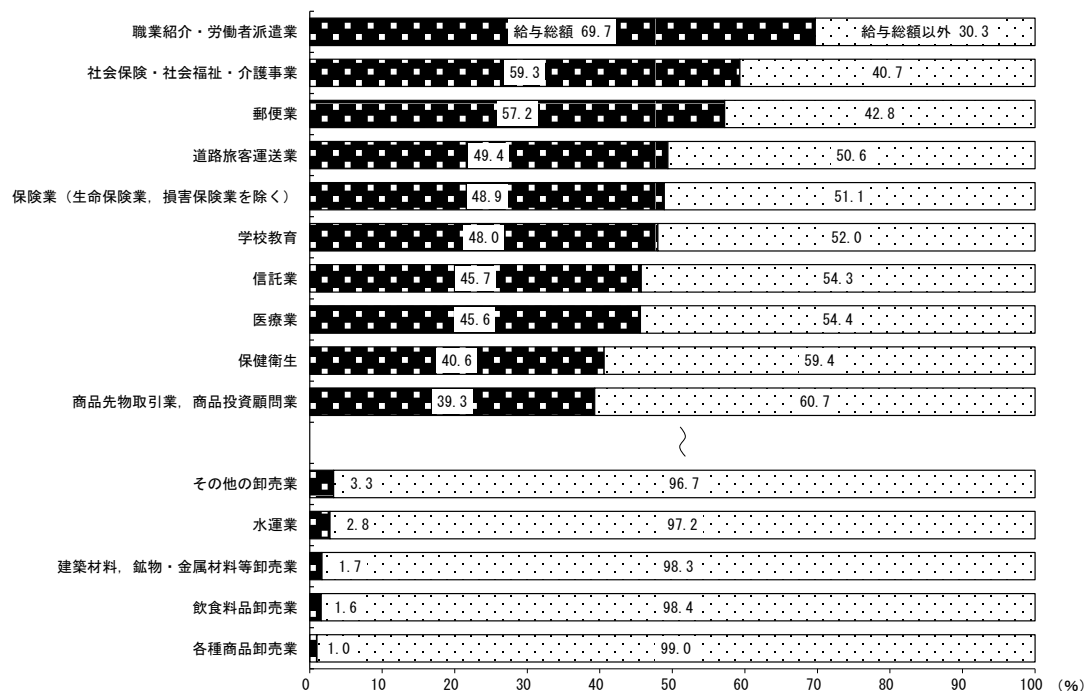 職業紹介・労働者派遣業 給与総額 69.7 給与総額以外 30.3
社会保険・社会福祉・介護事業 59.3 40.7
郵便業 57.2 42.8
道路旅客運送業 49.4 50.6
保険業（生命保険業，損害保険業を除く） 48.9 51.1
学校教育 48.0 52.0
信託業 45.7 54.3
医療業 45.6 54.4
保健衛生 40.6 59.4
商品先物取引業，商品投資顧問業 39.3 60.7
その他の卸売業 3.3 96.7
水運業 2.8 97.2
建築材料，鉱物・金属材料等卸売業 1.7 98.3
飲食料品卸売業 1.6 98.4
各種商品卸売業 1.0 99.0
0 10 20 30 40 50 60 70 80 90 100 (%)